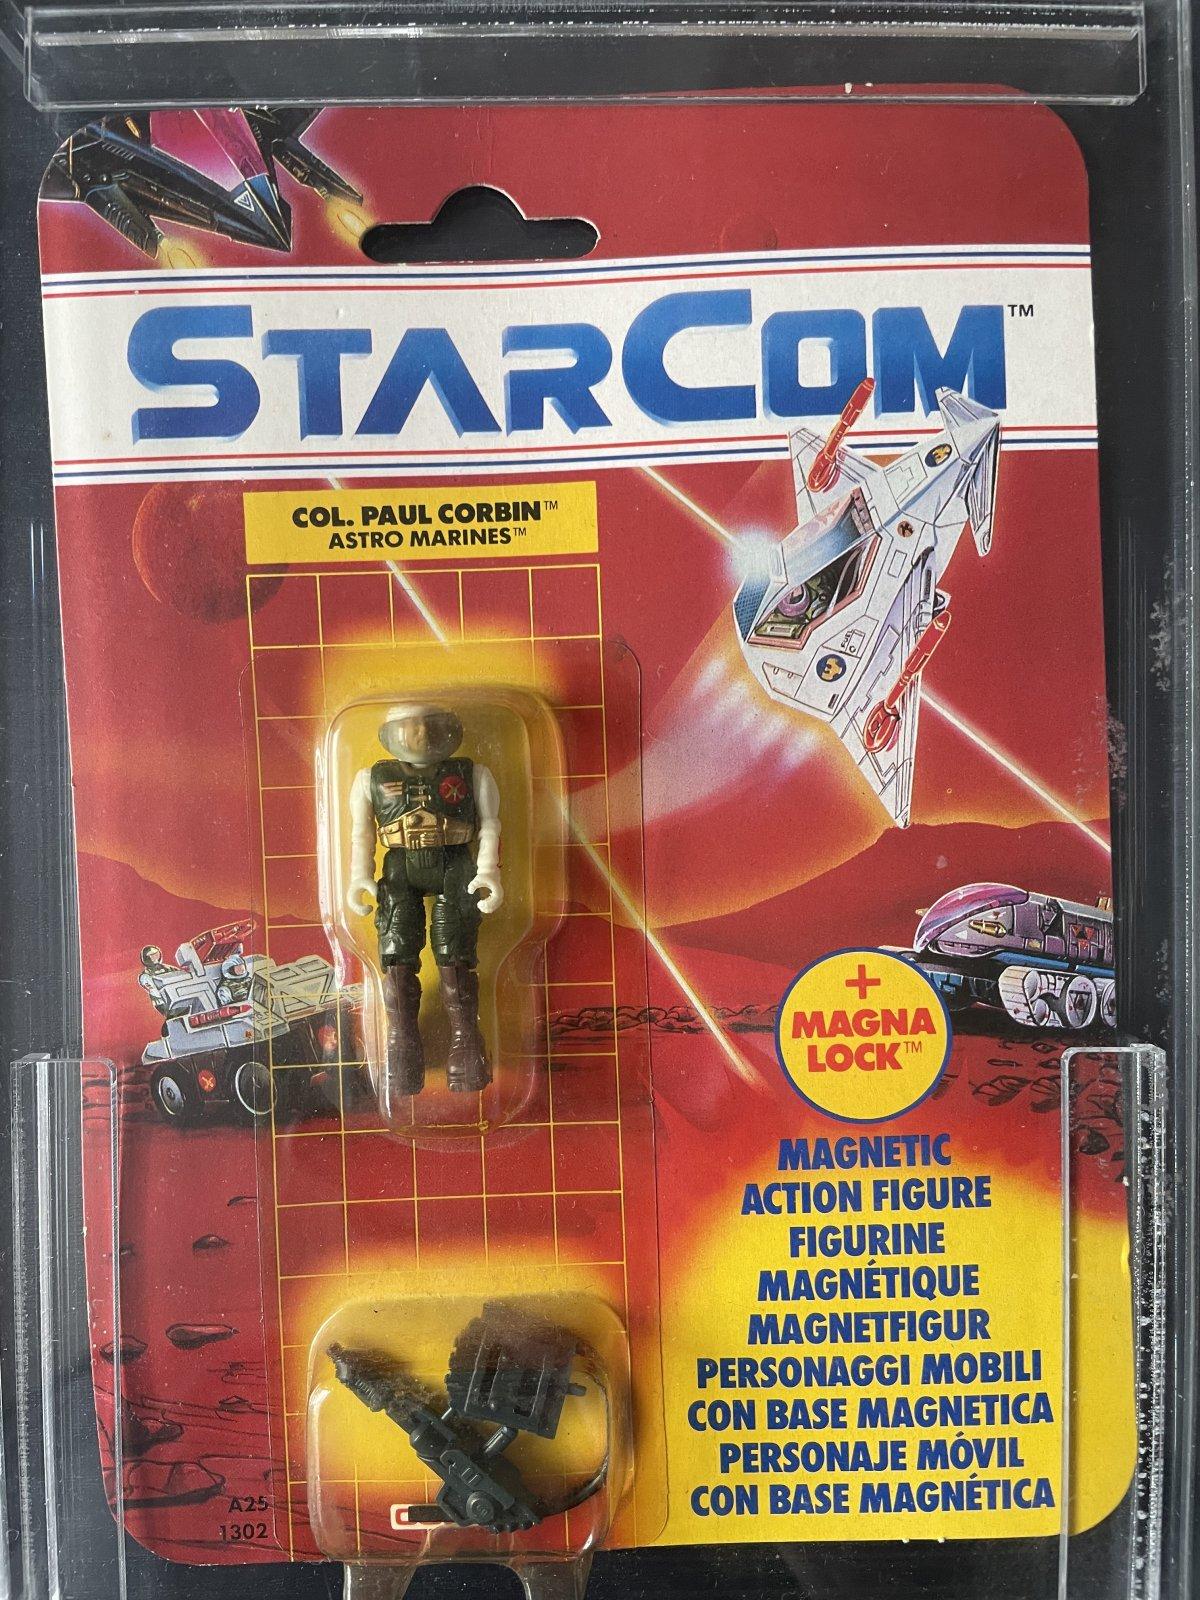 STARCOM™
COL. PAUL CORBIN™
ASTRO MARINES™
FUEL
+
MAGNA
LOCK™
MAGNETIC
ACTION FIGURE
FIGURINE
MAGNÉTIQUE
MAGNETFIGUR
PERSONAGGI MOBILI
CON BASE MAGNETICA
PERSONAJE MÓVIL
CON BASE MAGNÉTICA
A25
1302